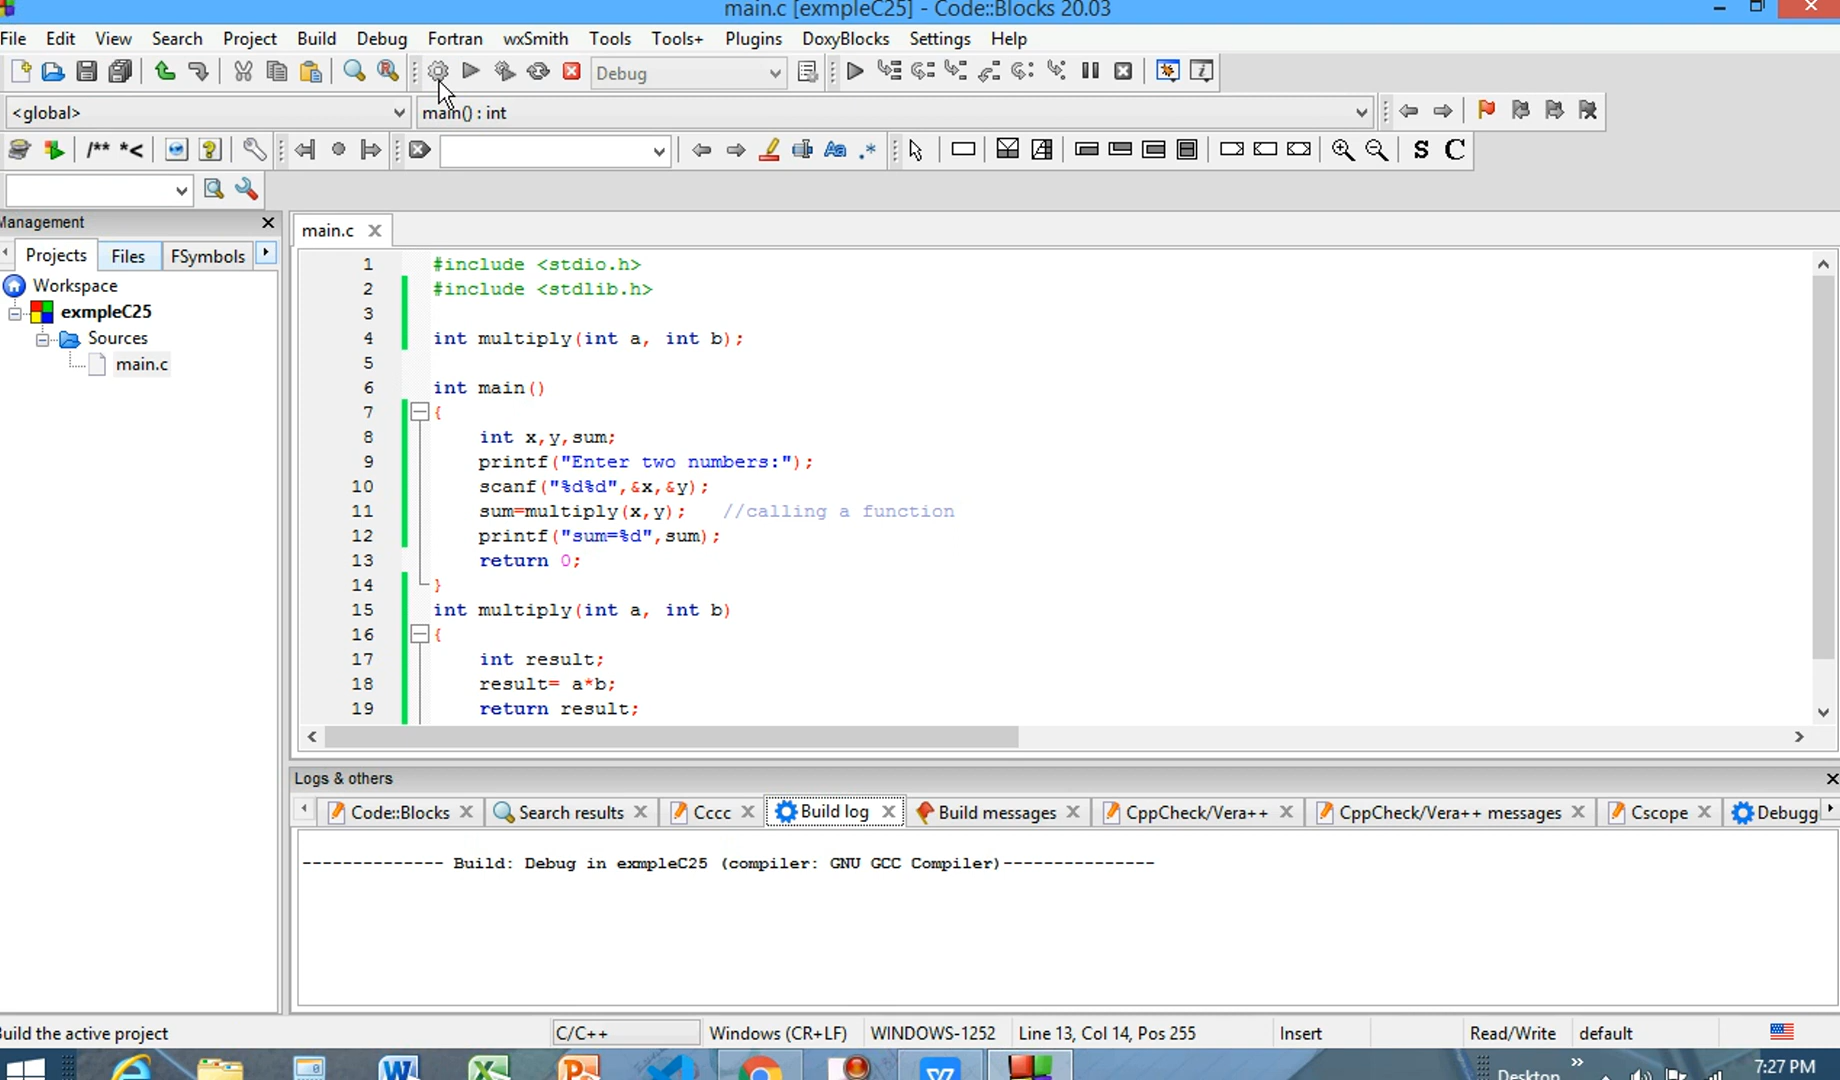 main.c [exmpleC25] - Code::Blocks 20.03
File Edit View Search Project Build Debug Fortran wxSmith Tools Tools+ Plugins DoxyBlocks Settings Help
Debug
<global> main() : int
/** *< Aa .* S C
Management
Projects Files FSymbols
Workspace
exmpleC25
Sources
main.c
main.c
1 #include <stdio.h>
2 #include <stdlib.h>
3
4 int multiply(int a, int b);
5
6 int main()
7 {
8 int x,y,sum;
9 printf("Enter two numbers:");
10 scanf("%d%d",&x,&y);
11 sum=multiply(x,y); //calling a function
12 printf("sum=%d",sum);
13 return 0;
14 }
15 int multiply(int a, int b)
16 {
17 int result;
18 result= a*b;
19 return result;
Logs & others
Code::Blocks Search results Cccc Build log Build messages CppCheck/Vera++ CppCheck/Vera++ messages Cscope Debugg
-------------- Build: Debug in exmpleC25 (compiler: GNU GCC Compiler)---------------
Build the active project C/C++ Windows (CR+LF) WINDOWS-1252 Line 13, Col 14, Pos 255 Insert Read/Write default
Desktop » 7:27 PM